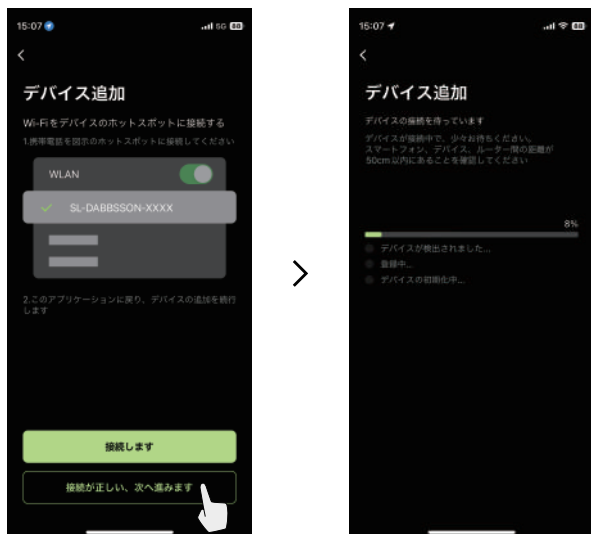 15:07
5G 88
デバイス追加
Wi-Fiをデバイスのホットスポットに接続する
1.携帯電話を図示のホットスポットに接続してください
WLAN
SL-DABBSSON-XXXX
2.このアプリケーションに戻り、デバイスの追加を続行
します
接続します
接続が正しい、次へ進みます
15:07
88
デバイス追加
デバイスの接続を待っています
デバイスが接続中で、少々お待ちください。
スマートフォン、デバイス、ルーター間の距離が
50cm以内にあることを確認してください
8%
デバイスが検出されました...
登録中...
デバイスの初期化中...